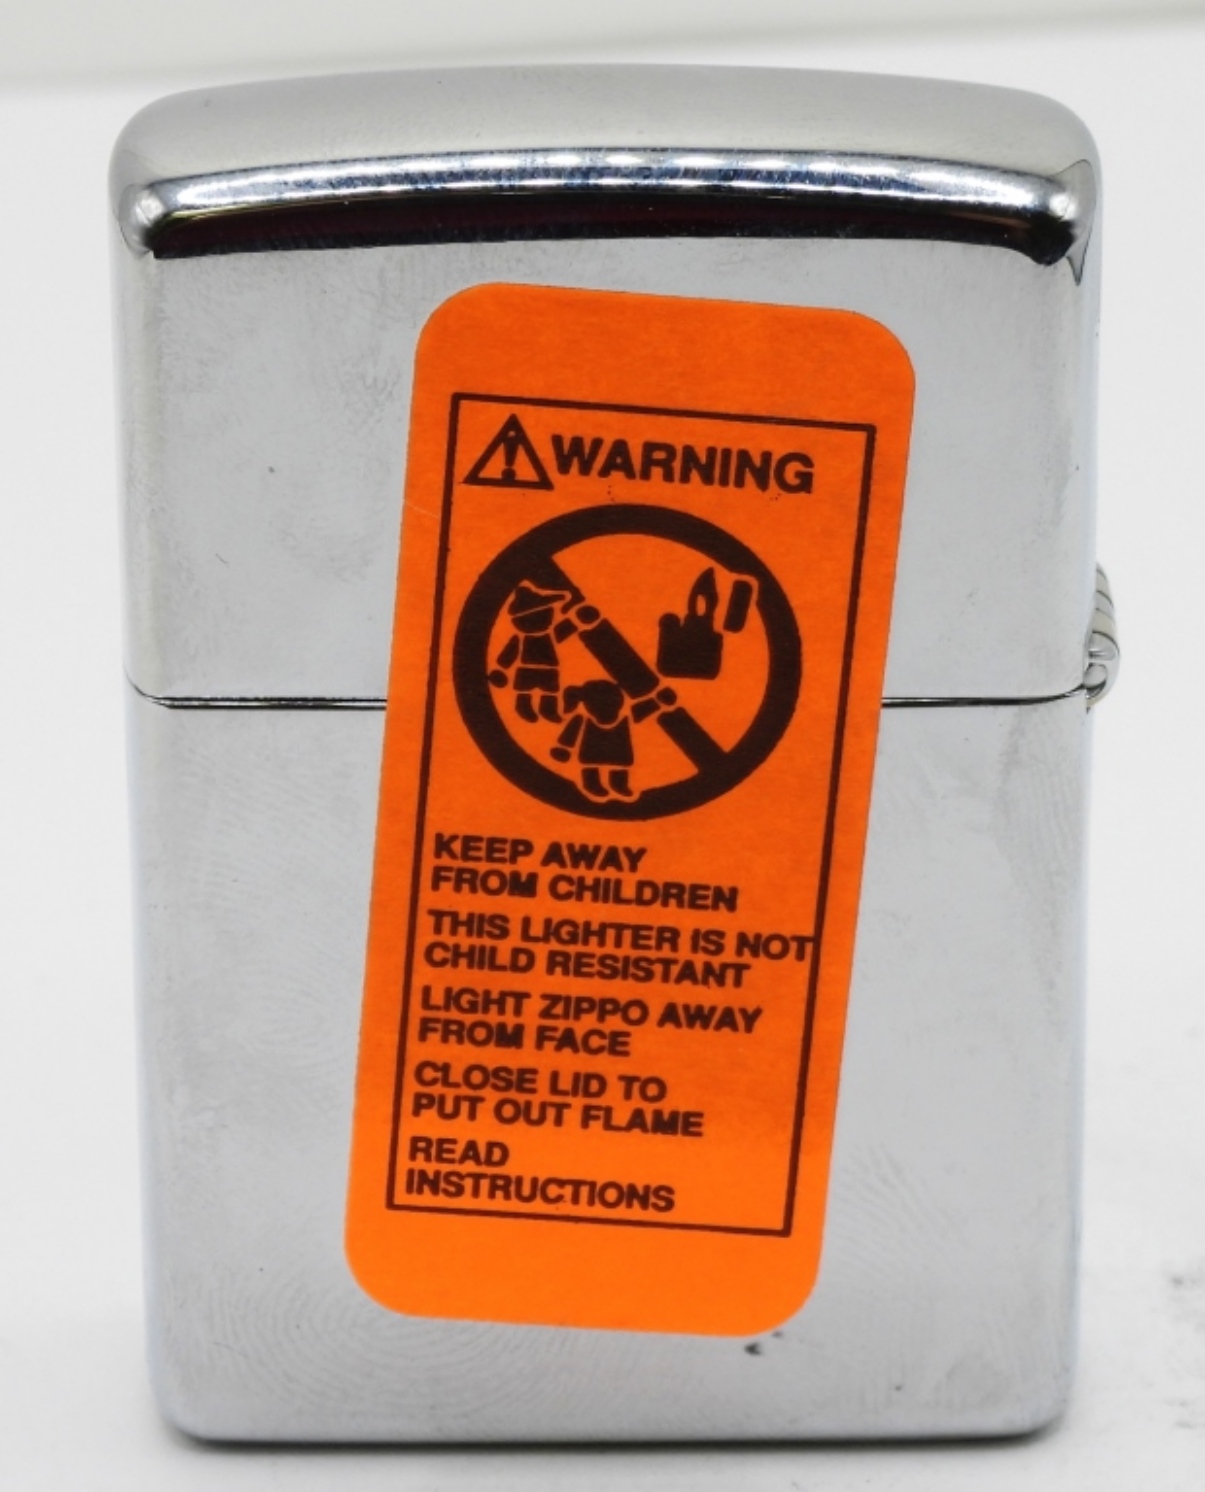 WARNING
KEEP AWAY
FROM CHILDREN
THIS LIGHTER IS NOT
CHILD RESISTANT
LIGHT ZIPPO AWAY
FROM FACE
CLOSE LID TO
PUT OUT FLAME
READ
INSTRUCTIONS